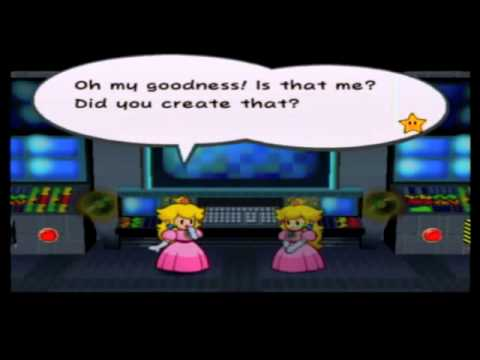 Oh my goodness! Is that me?
Did you create that?